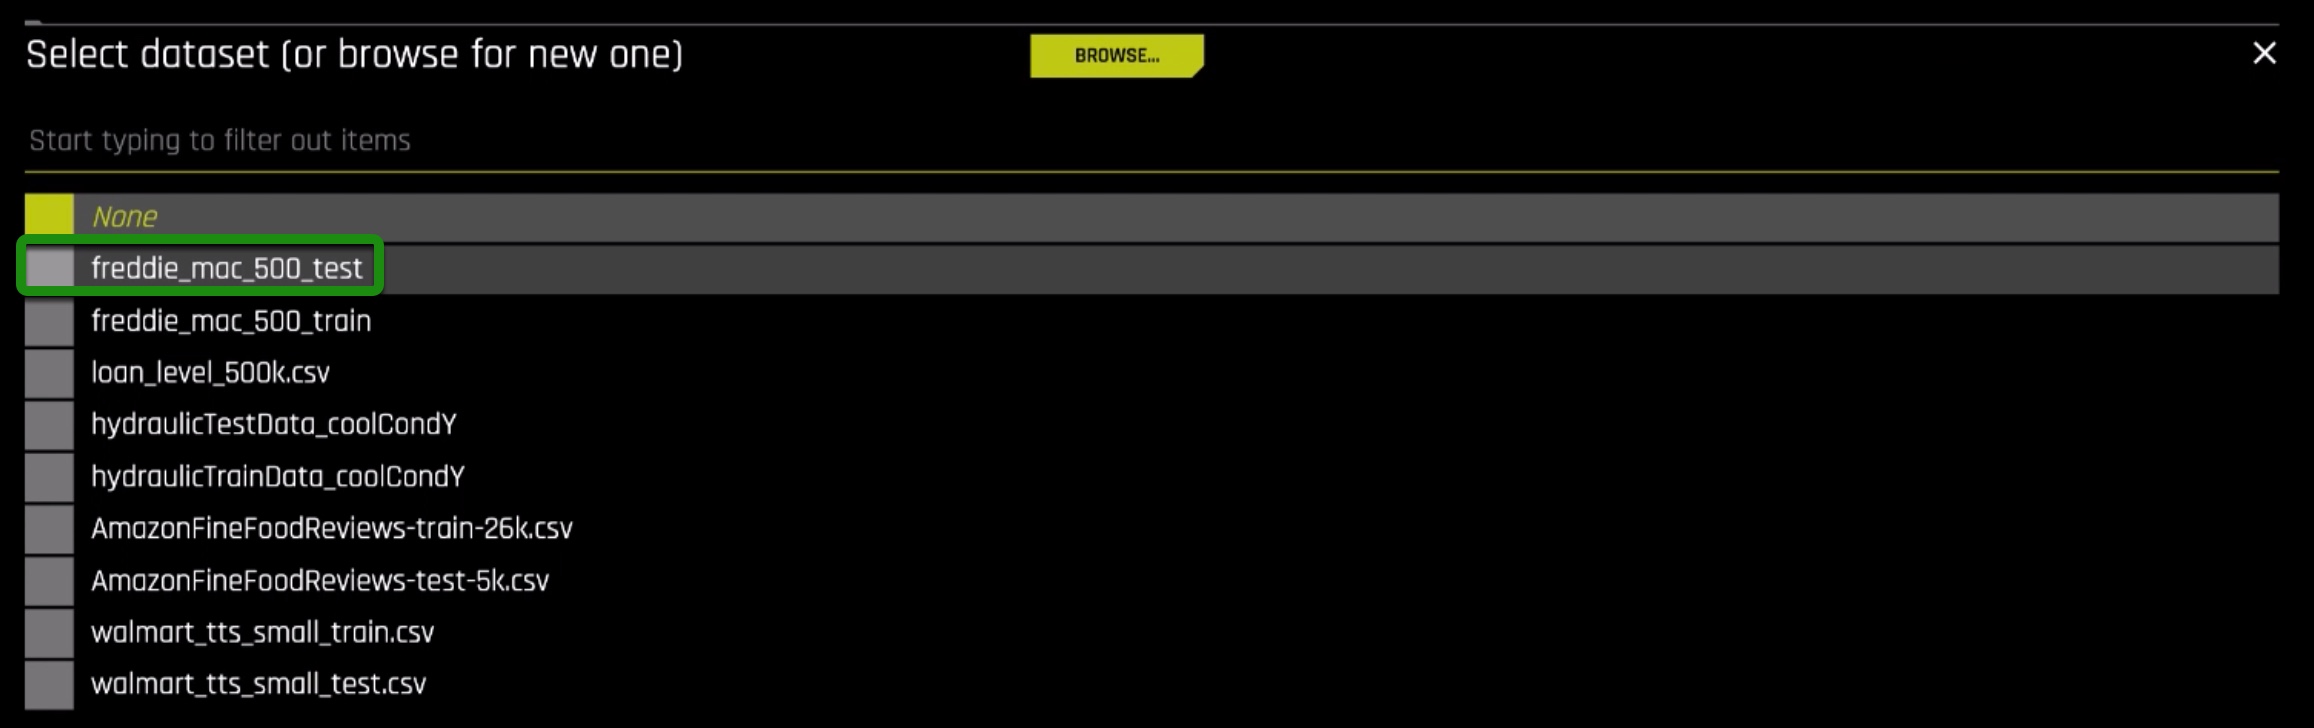 Select dataset (or browse for new one)
BROWSE...
Start typing to filter out items
None
freddie_mac_500_test
freddie_mac_500_train
loan_level_500k.csv
hydraulicTestData_coolCondY
hydraulicTrainData_coolCondY
AmazonFineFoodReviews-train-26k.csv
AmazonFineFoodReviews-test-5k.csv
walmart_tts_small_train.csv
walmart_tts_small_test.csv